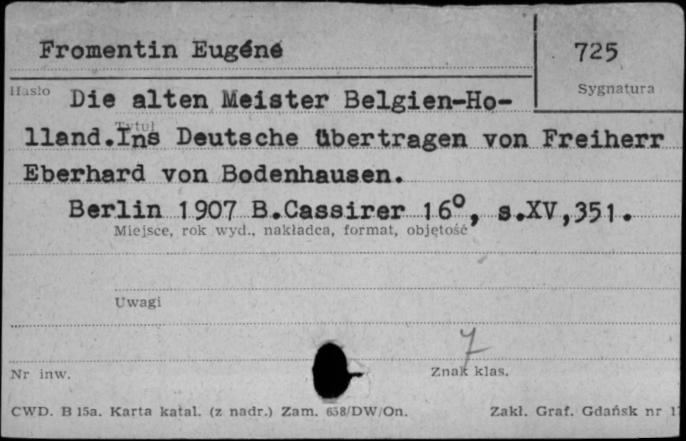 Fromentin Eugéné
725
Hasło
Sygnatura
Die alten Meister Belgien-Ho-
Tytuł
lland.Ins Deutsche übertragen von Freiherr
Eberhard von Bodenhausen.
Berlin 1907 B.Cassirer 16°, s.XV,351.
Miejsce, rok wyd., nakładca, format, objętość
Uwagi
7
Nr inw.
Znak klas.
CWD. B 15a. Karta katal. (z nadr.) Zam. 658/DW/On.
Zakł. Graf. Gdańsk nr